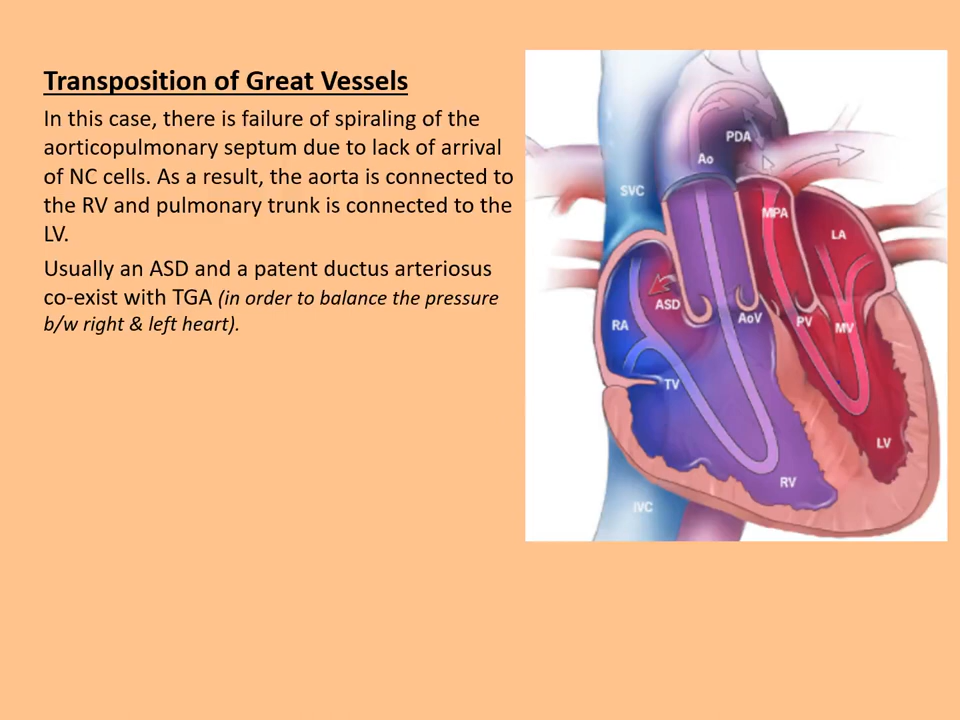 Transposition of Great Vessels
In this case, there is failure of spiraling of the
aorticopulmonary septum due to lack of arrival
of NC cells. As a result, the aorta is connected to
the RV and pulmonary trunk is connected to the
LV.
Usually an ASD and a patent ductus arteriosus
co-exist with TGA (in order to balance the pressure
b/w right & left heart).
PDA
Ao
SVC
MPA
LA
ASD
RA
AoV
PV
MV
TV
LV
RV
IVC